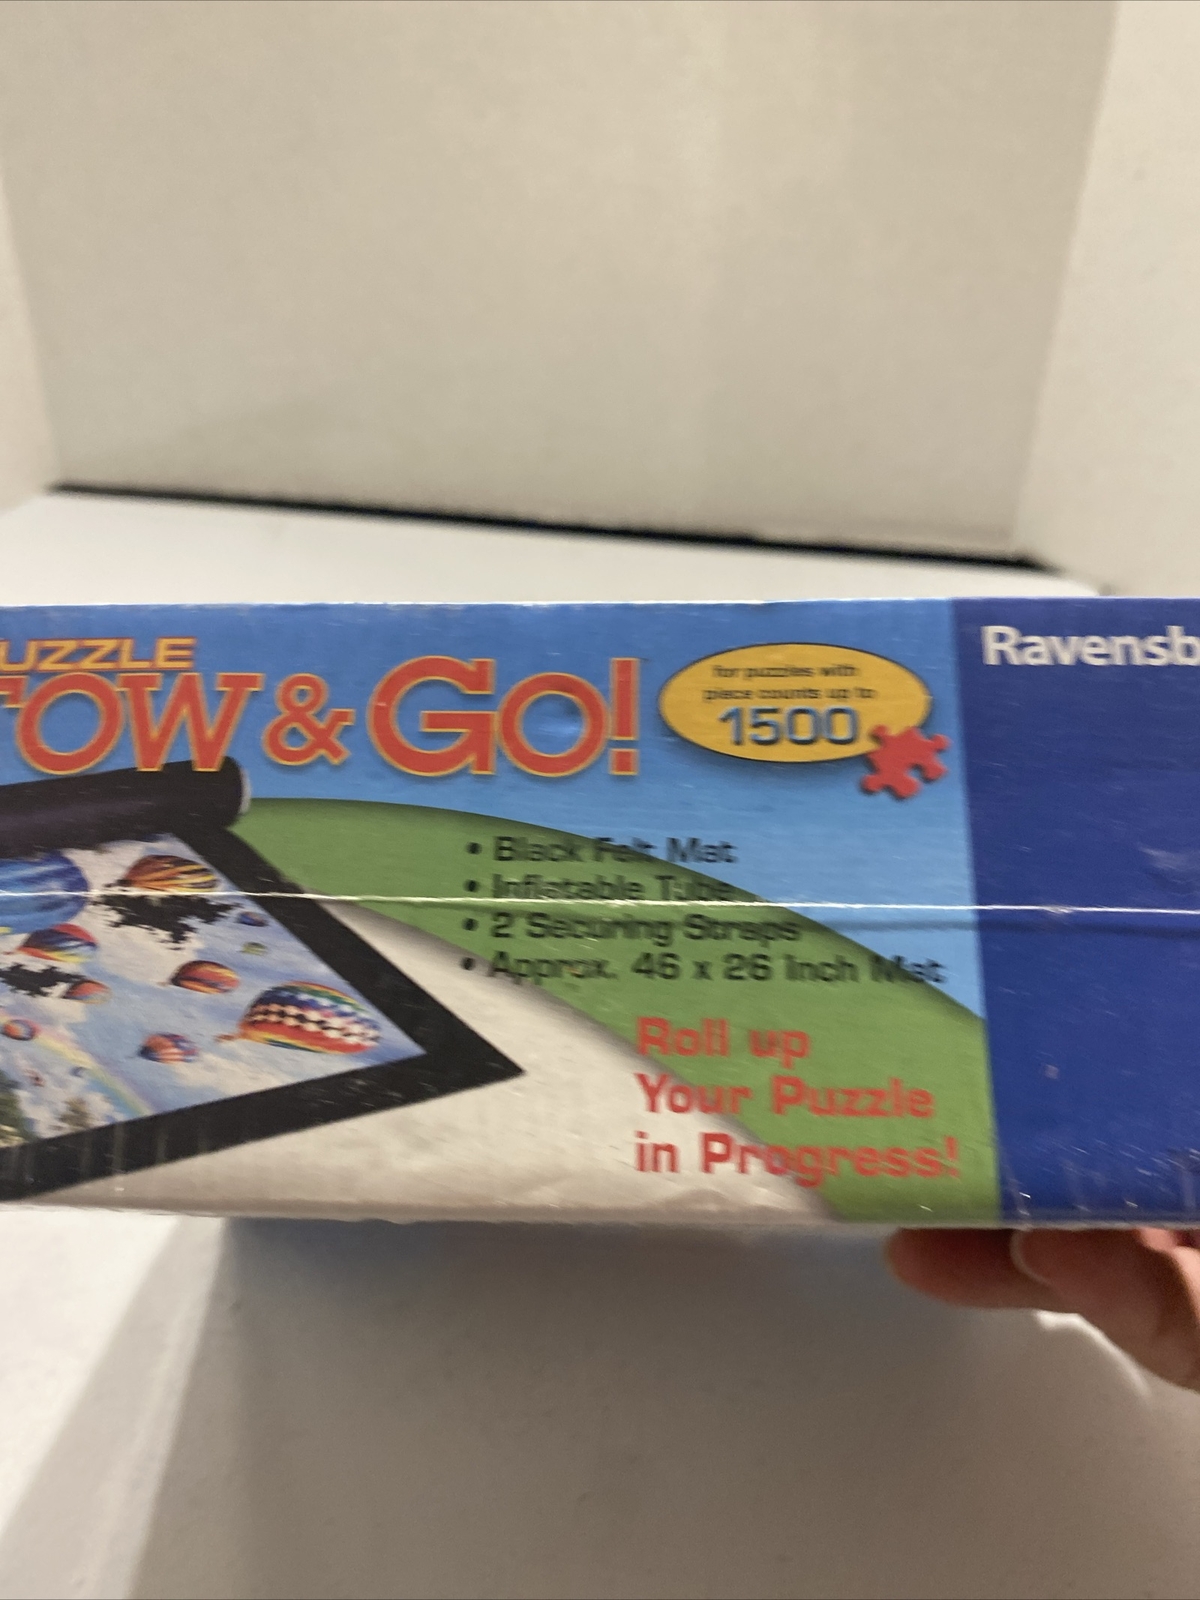 UZZLE
TOW & GO!
for puzzles with
piece counts up to
1500
Ravensb
• Black Felt Mat
• Inflatable Tube
• 2 Securing Straps
• Approx. 46 x 26 Inch Mat
Roll up
Your Puzzle
in Progress!